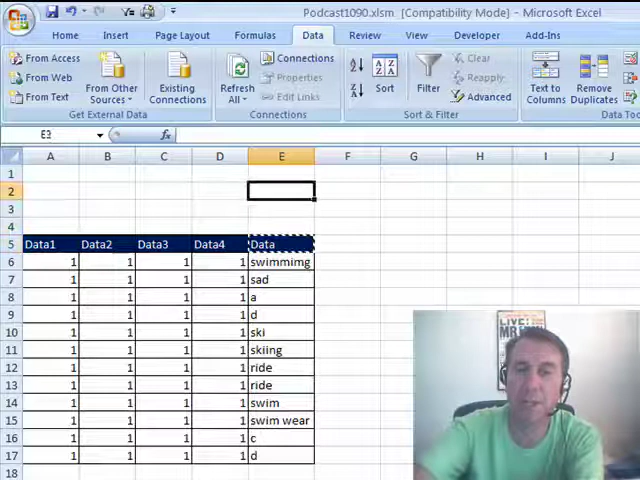 Podcast1090.xlsm [Compatibility Mode] - Microsoft Excel
Home Insert Page Layout Formulas Data Review View Developer Add-Ins
From Access
From Web
From Text
From Other Sources
Existing Connections
Get External Data
Refresh All
Connections
Properties
Edit Links
Connections
A Z
Z A
A Z Z A
Sort
Filter
Clear
Reapply
Advanced
Sort & Filter
Text to Columns
Remove Duplicates
Data Too
fx
A B C D E F G H I J
1
2
3
4
5 Data1 Data2 Data3 Data4 Data
6 1 1 1 1 swimmimg
7 1 1 1 1 sad
8 1 1 1 1 a
9 1 1 1 1 d
10 1 1 1 1 ski
11 1 1 1 1 skiing
12 1 1 1 1 ride
13 1 1 1 1 ride
14 1 1 1 1 swim
15 1 1 1 1 swim wear
16 1 1 1 1 c
17 1 1 1 1 d
18
LIVE
MR